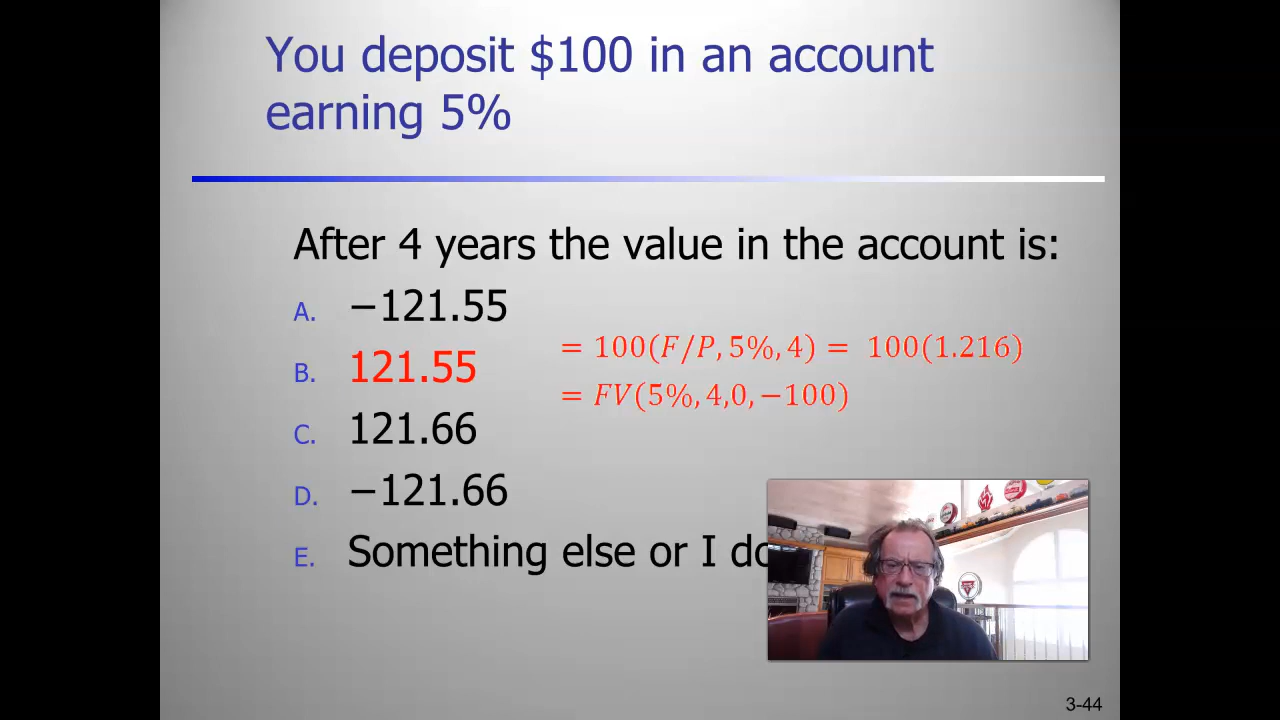 You deposit $100 in an account
earning 5%
After 4 years the value in the account is:
A. −121.55
B. 121.55
= 100(F/P, 5%, 4) = 100(1.216)
= FV(5%, 4,0, −100)
C. 121.66
D. −121.66
E. Something else or I do
3-44